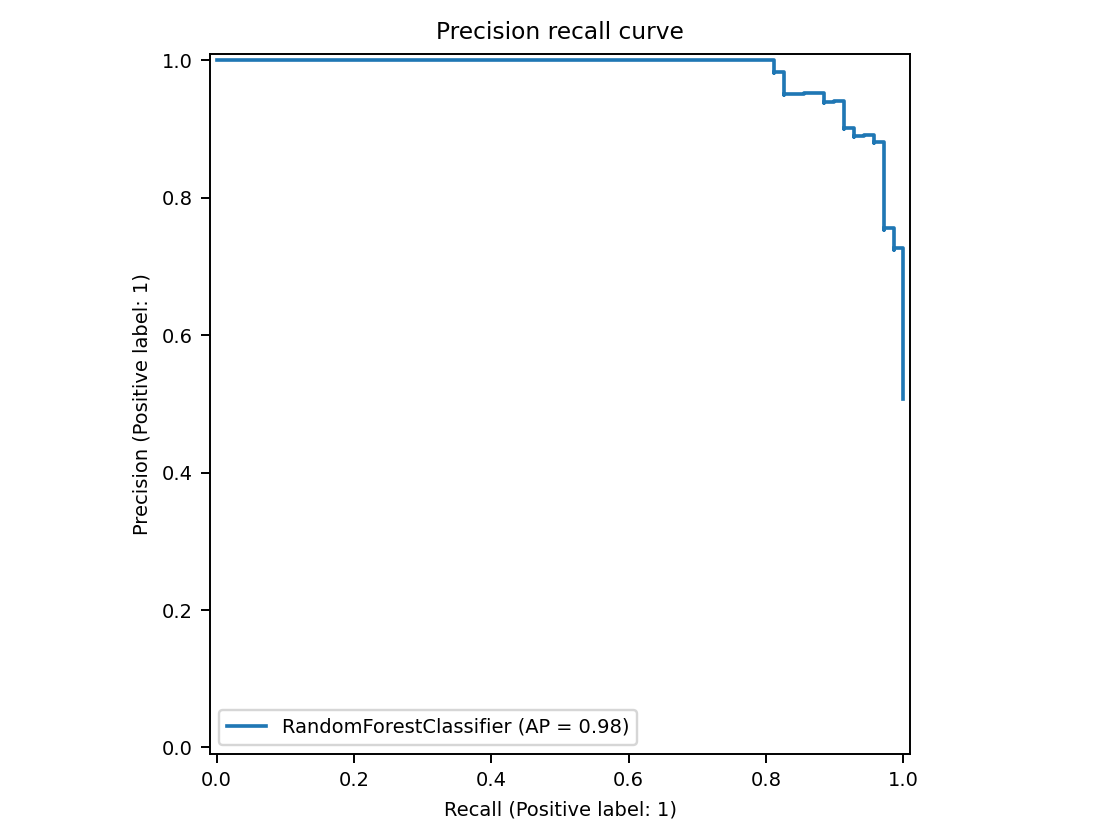 Precision recall curve
1.0
0.8
0.6
0.4
0.2
0.0
Precision (Positive label: 1)
RandomForestClassifier (AP = 0.98)
0.0 0.2 0.4 0.6 0.8 1.0
Recall (Positive label: 1)